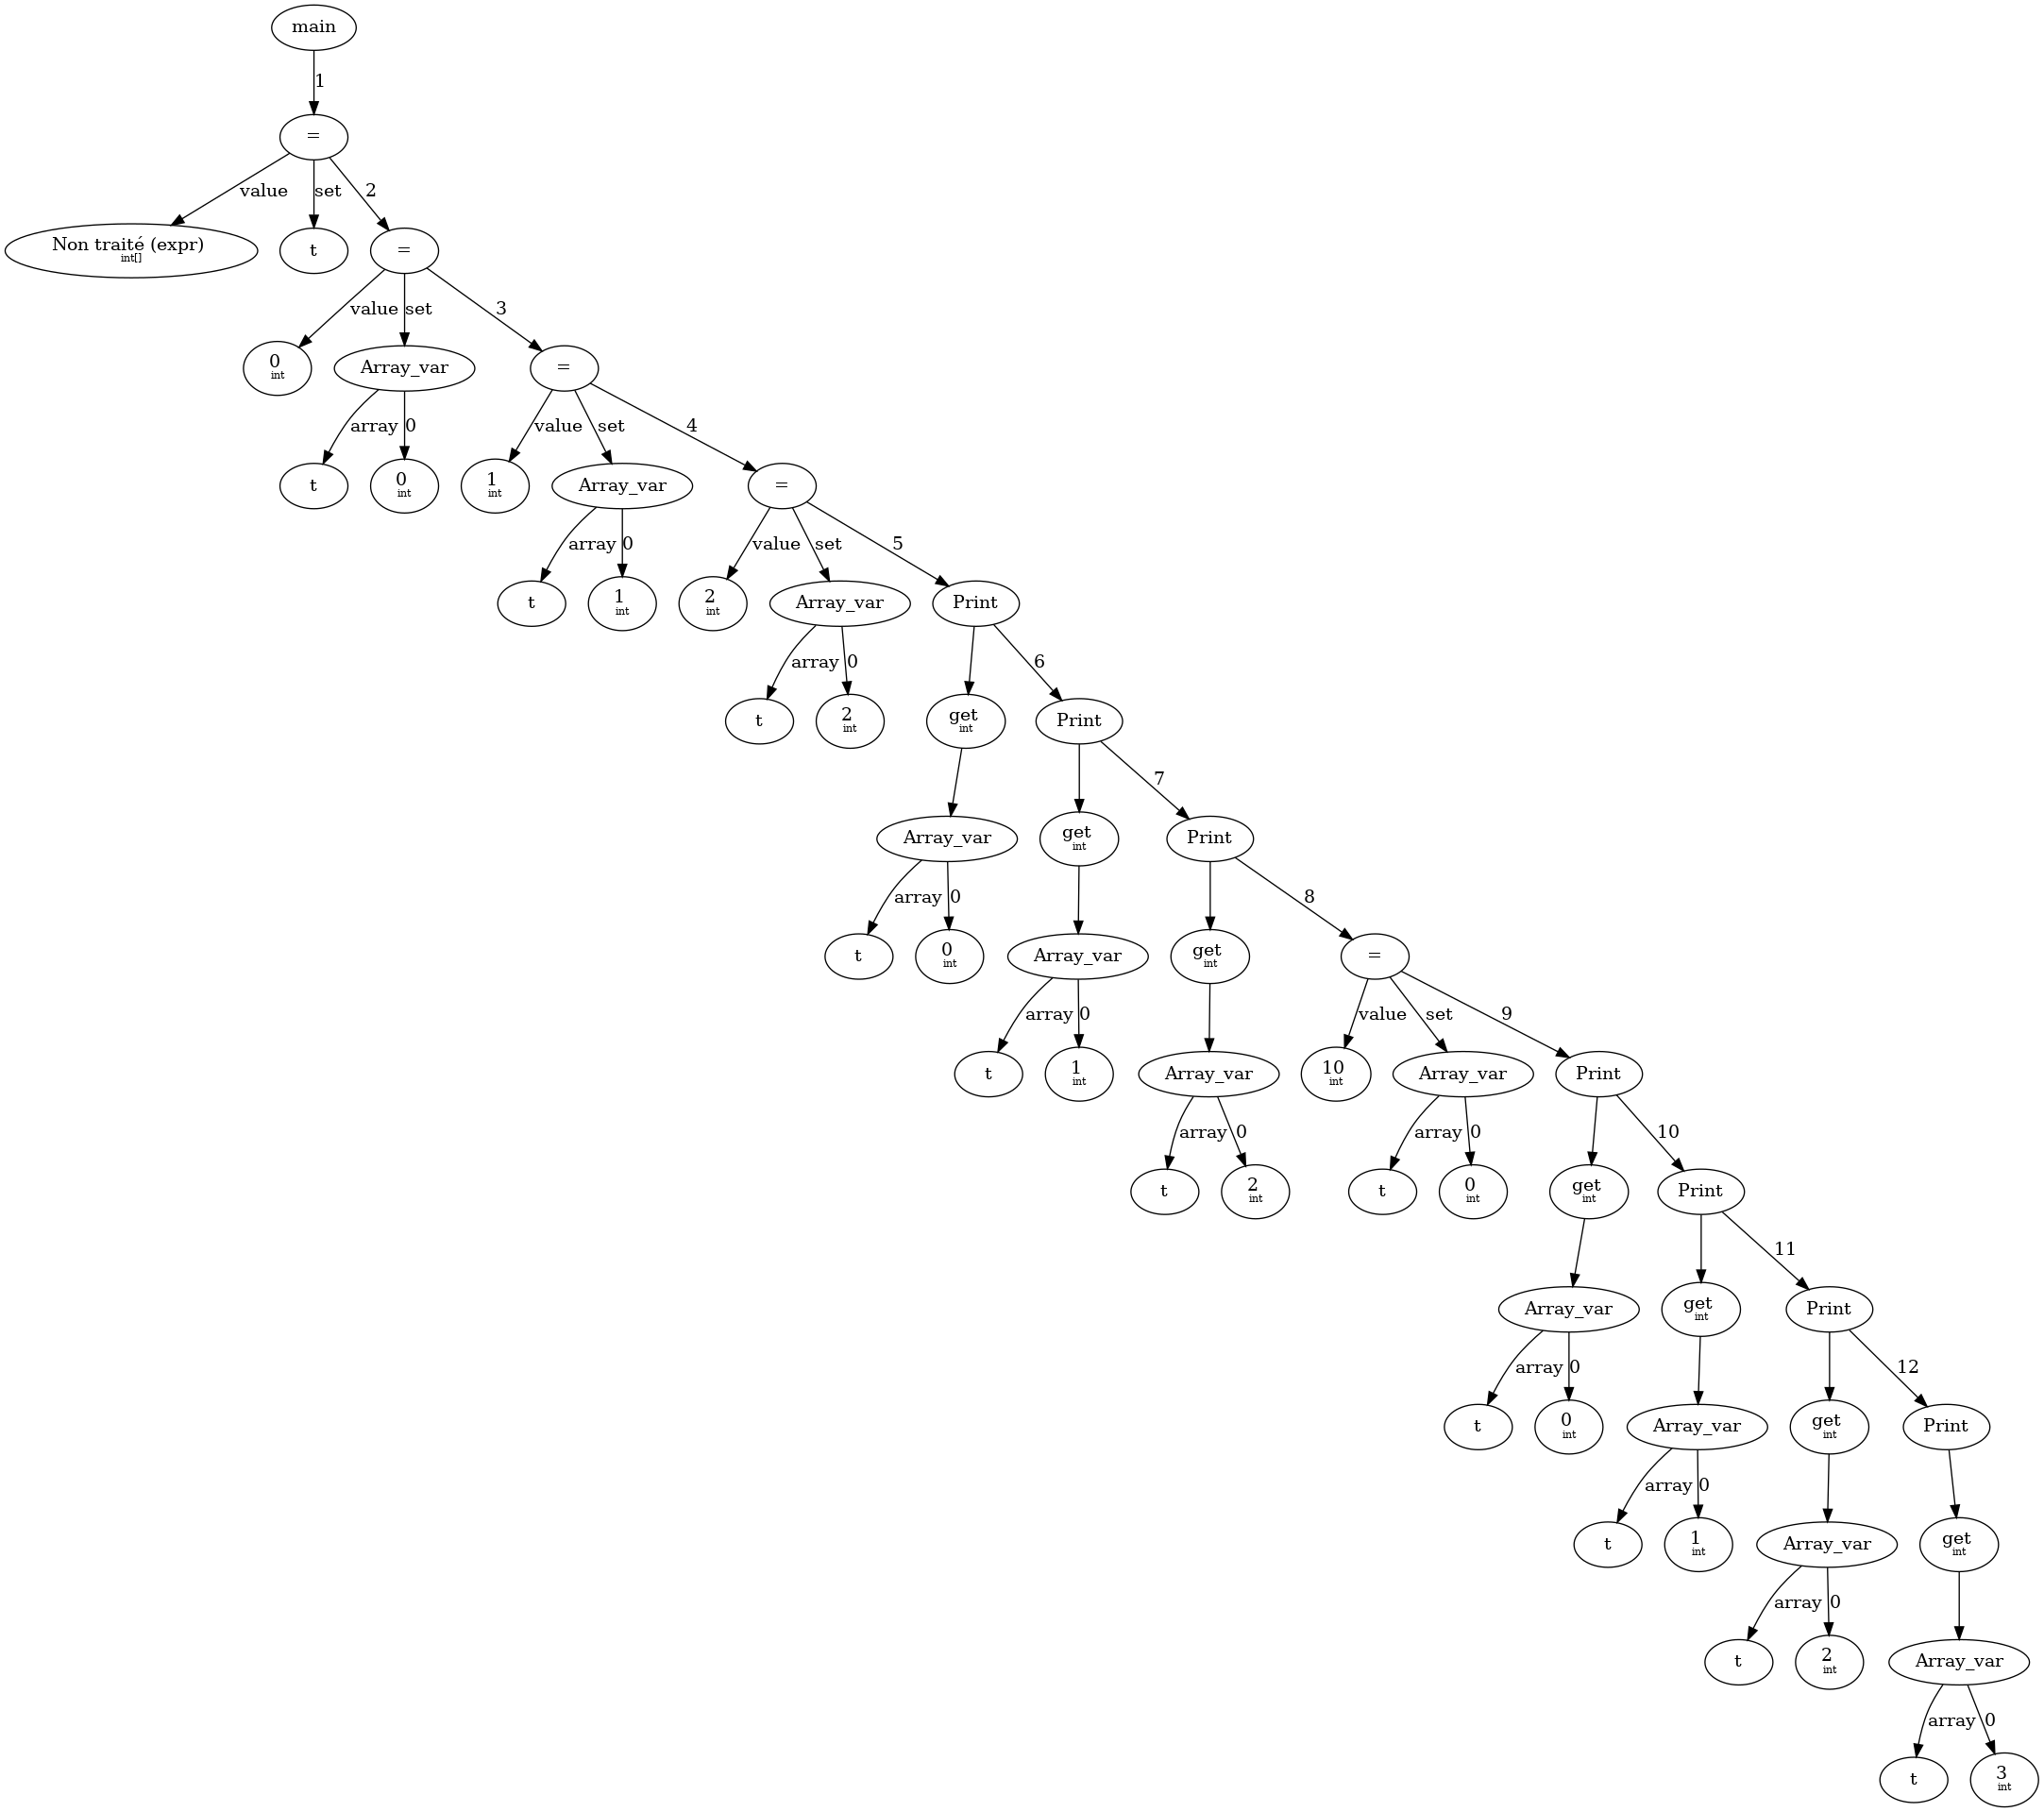 main
1
=
value
set
2
Non traité (expr)
int[]
t
=
value
set
3
0
int
Array_var
=
array
0
value
set
4
t
0
int
1
int
Array_var
=
array
0
value
set
5
t
1
int
2
int
Array_var
Print
array
0
6
t
2
int
get
int
Print
7
Array_var
get
int
Print
array
0
8
t
0
int
Array_var
get
int
=
array
0
value
set
9
t
1
int
Array_var
10
int
Array_var
Print
array
0
array
0
10
t
2
int
t
0
int
get
int
Print
11
Array_var
get
int
Print
array
0
12
t
0
int
Array_var
get
int
Print
array
0
t
1
int
Array_var
get
int
array
0
t
2
int
Array_var
array
0
t
3
int